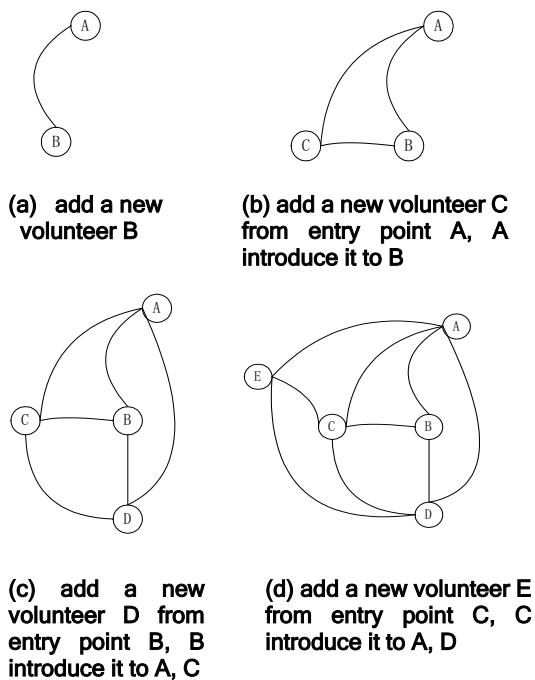 A
B
A
C
B
(a) add a new
volunteer B
(b) add a new volunteer C
from entry point A, A
introduce it to B
A
C
B
D
A
E
C
B
D
(c) add a new
volunteer D from
entry point B, B
introduce it to A, C
(d) add a new volunteer E
from entry point C, C
introduce it to A, D